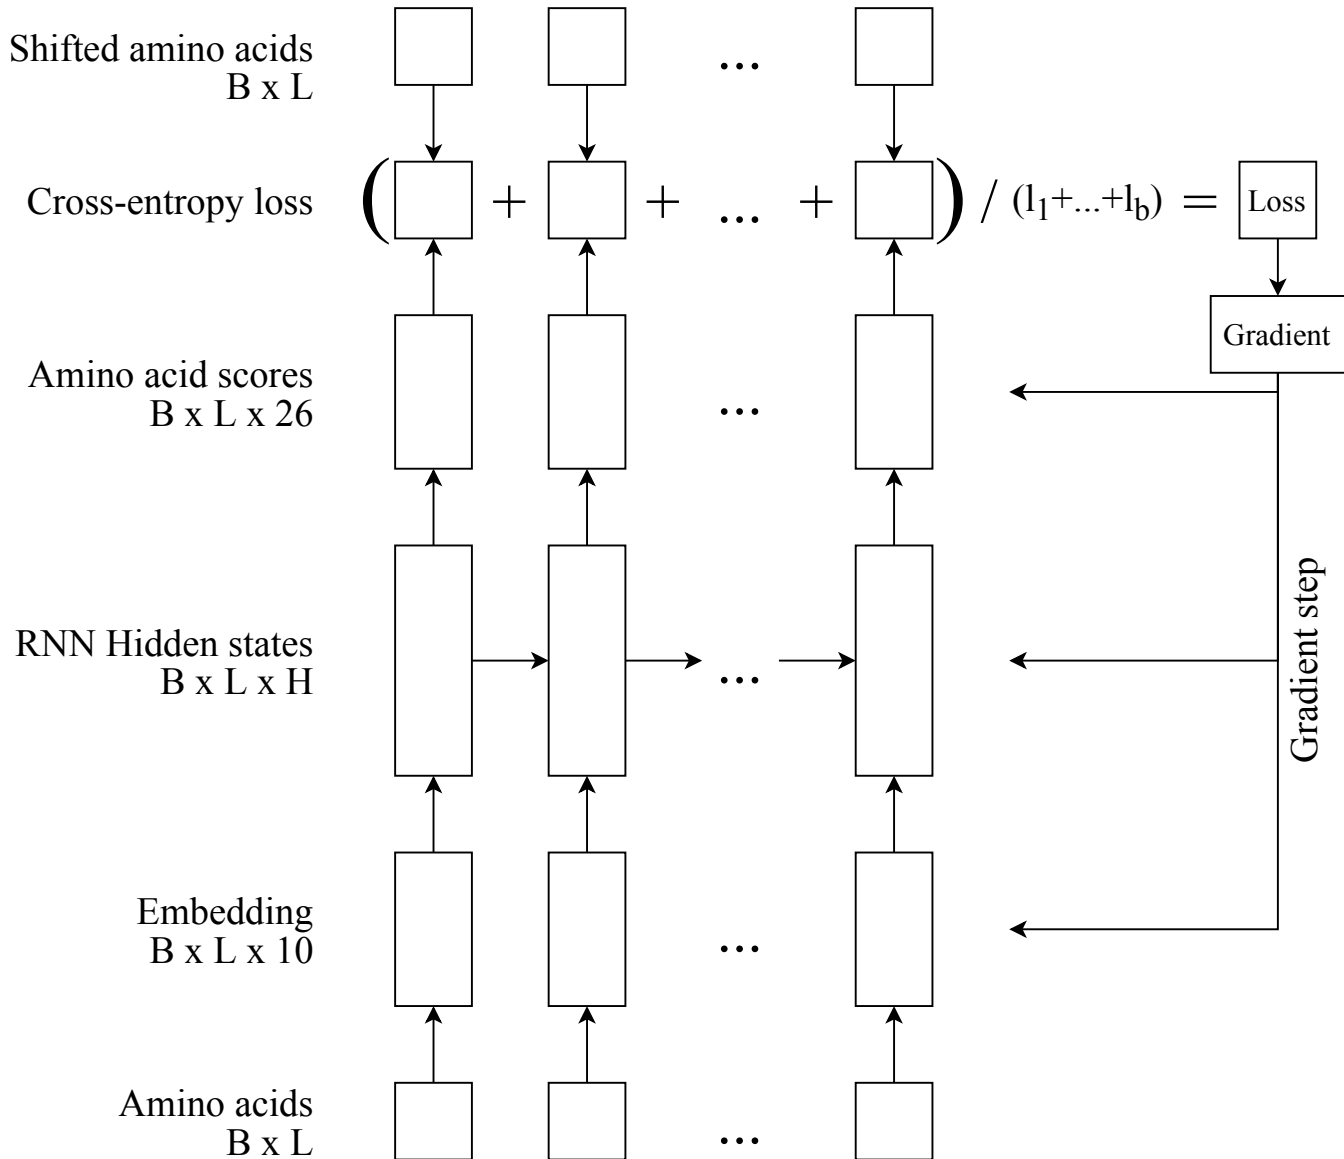 Shifted amino acids
B x L
...
Cross-entropy loss ( + + ... + ) / (l₁+...+l_b) = Loss
Gradient
Amino acid scores
B x L x 26
...
RNN Hidden states
B x L x H
...
Gradient step
Embedding
B x L x 10
...
Amino acids
B x L
...